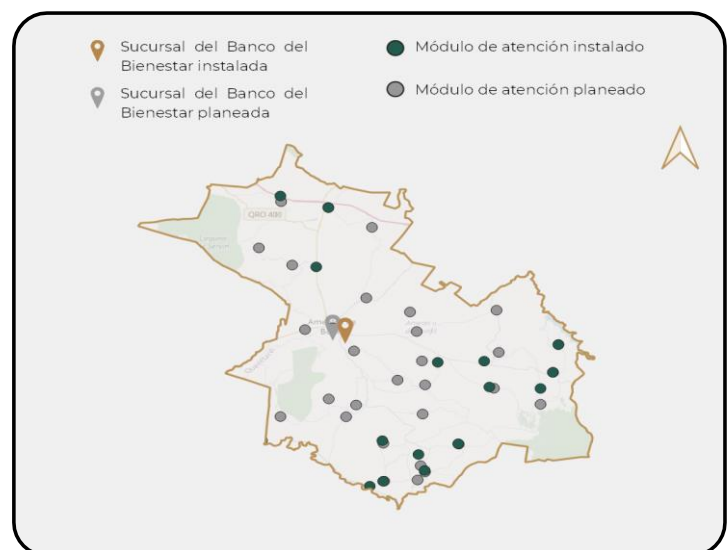 Sucursal del Banco del
Bienestar instalada
Sucursal del Banco del
Bienestar planeada
Módulo de atención instalado
Módulo de atención planeado
QRO 400
Querétaro